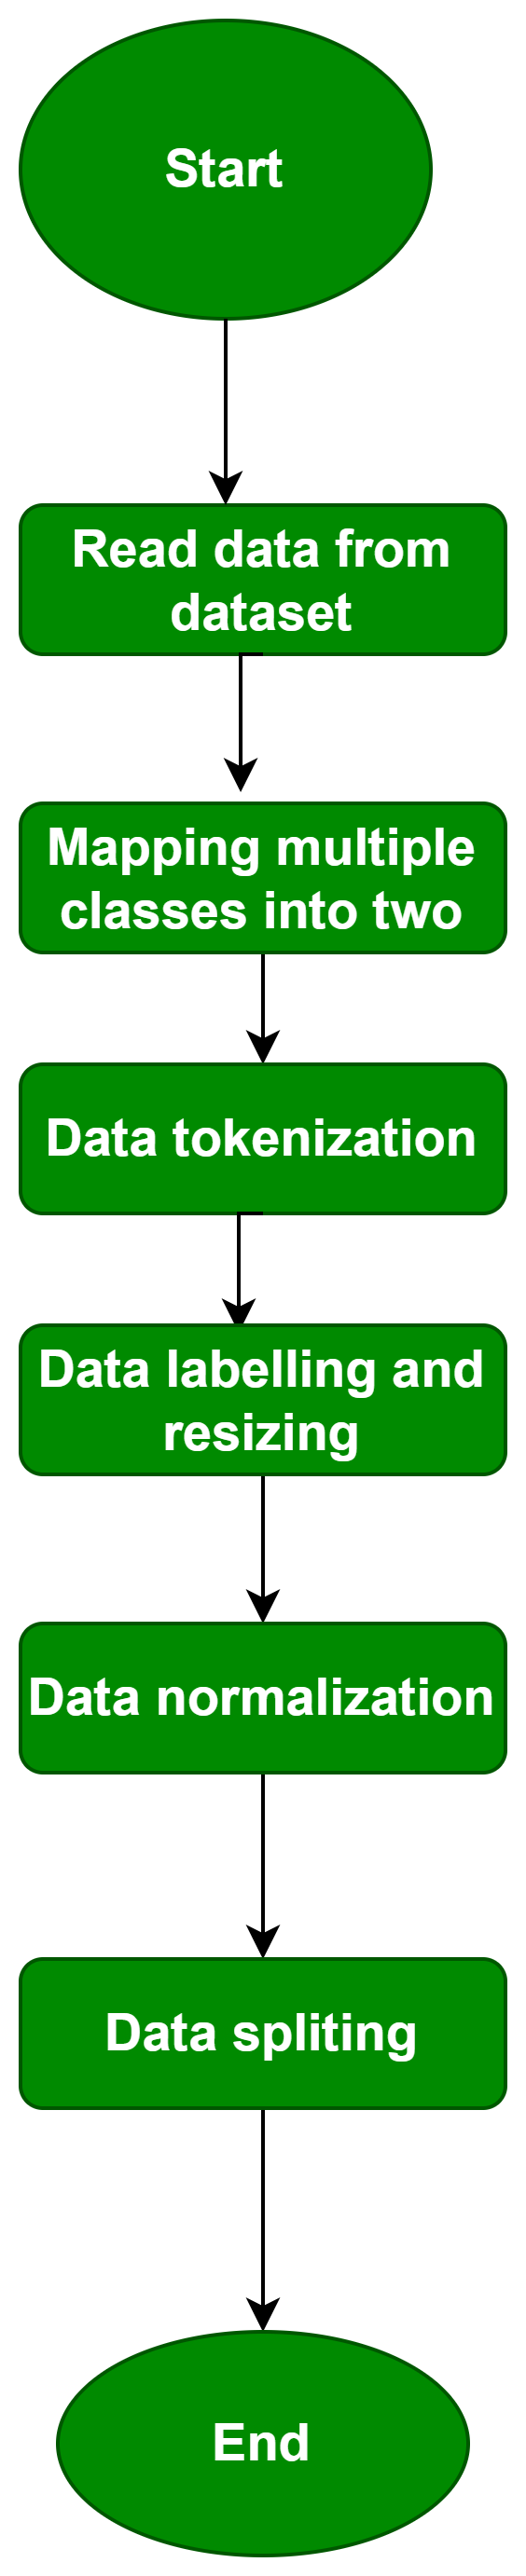 Start
Read data from
dataset
Mapping multiple
classes into two
Data tokenization
Data labelling and
resizing
Data normalization
Data spliting
End